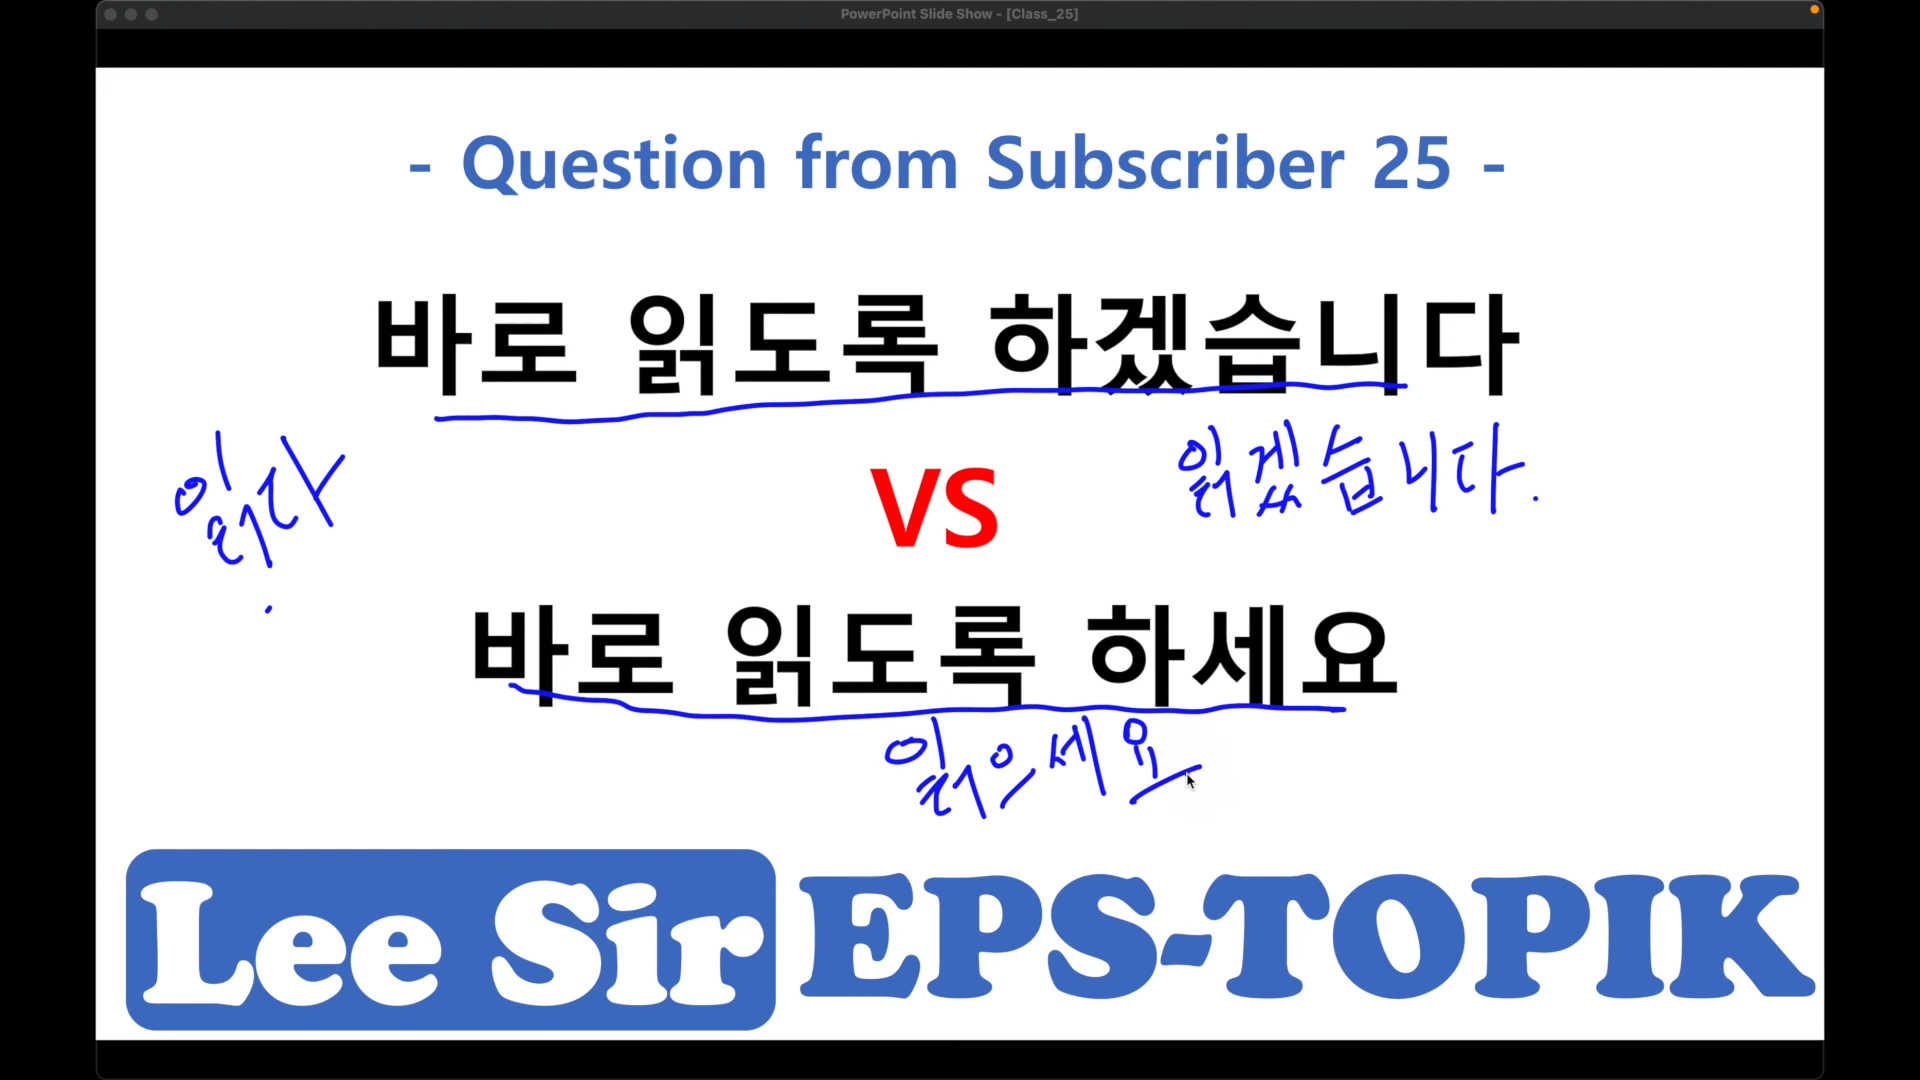 PowerPoint Slide Show - [Class_25]
- Question from Subscriber 25 -
바로 읽도록 하겠습니다
읽다.
VS
읽겠습니다.
바로 읽도록 하세요
읽으세요
Lee Sir EPS-TOPIK